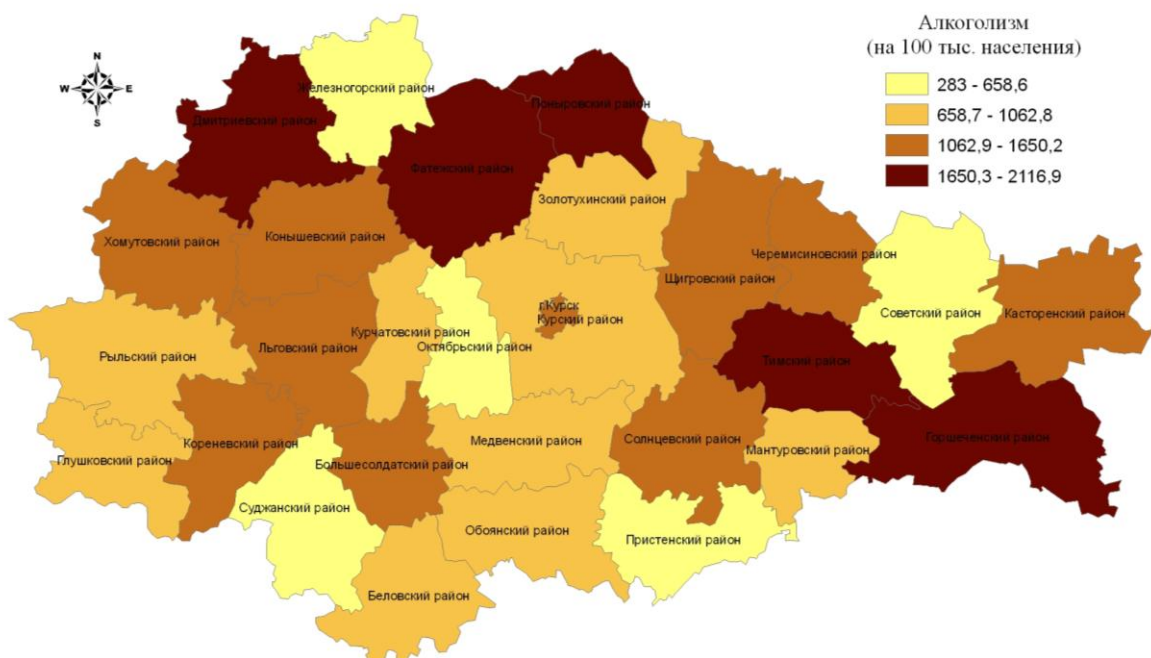 Алкоголизм
(на 100 тыс. населения)
283 - 658,6
658,7 - 1062,8
1062,9 - 1650,2
1650,3 - 2116,9
N
W E
S
Железногорский район
Поныровский район
Дмитриевский район
Фатежский район
Золотухинский район
Хомутовский район
Конышевский район
Черемисиновский район
Щигровский район
г.Курск
Курский район
Советский район
Касторенский район
Курчатовский район
Октябрьский район
Льговский район
Рыльский район
Тимский район
Кореневский район
Медвенский район
Солнцевский район
Горшеченский район
Мантуровский район
Глушковский район
Большесолдатский район
Суджанский район
Обоянский район
Пристенский район
Беловский район